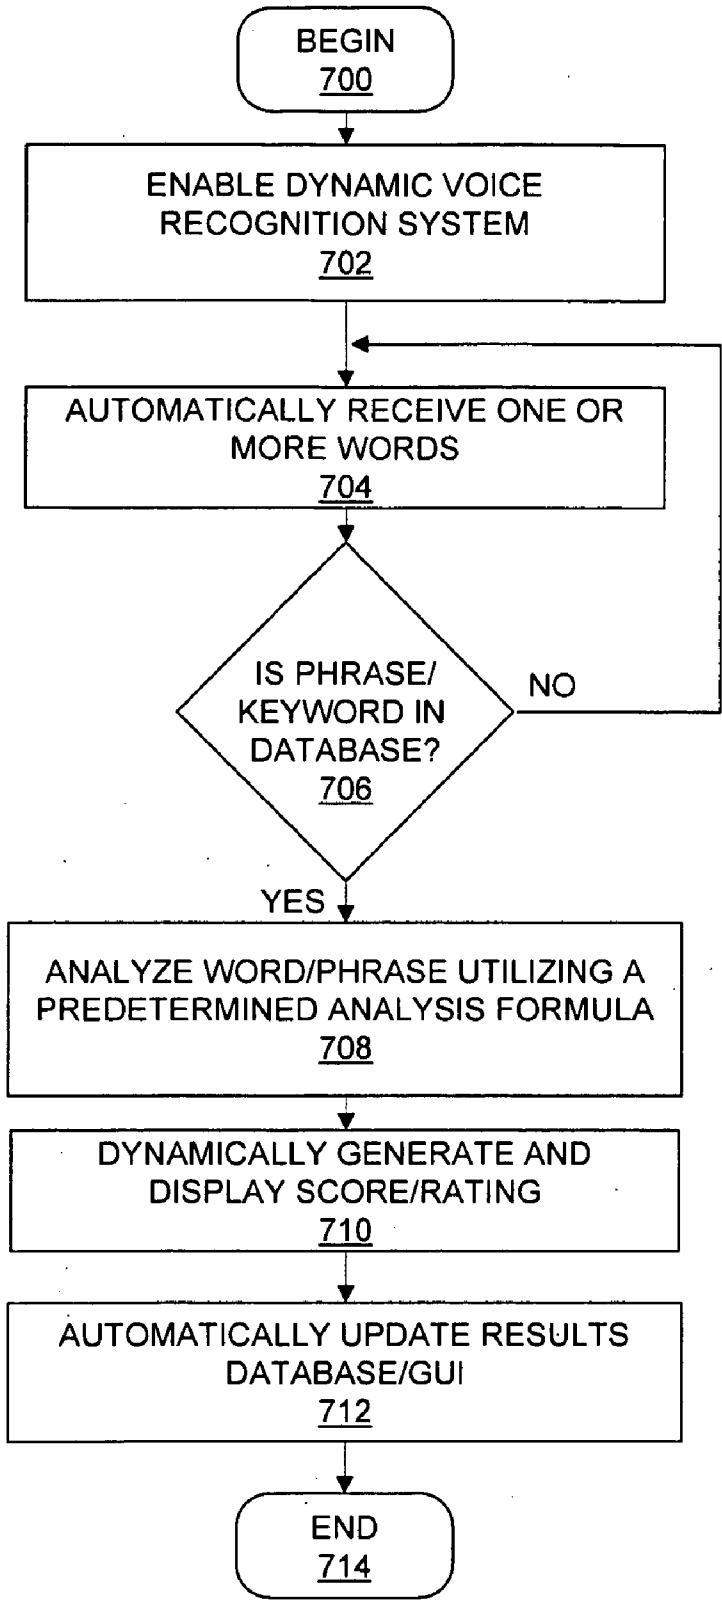 BEGIN
700
ENABLE DYNAMIC VOICE
RECOGNITION SYSTEM
702
AUTOMATICALLY RECEIVE ONE OR
MORE WORDS
704
IS PHRASE/
KEYWORD IN
DATABASE?
706
NO
YES
ANALYZE WORD/PHRASE UTILIZING A
PREDETERMINED ANALYSIS FORMULA
708
DYNAMICALLY GENERATE AND
DISPLAY SCORE/RATING
710
AUTOMATICALLY UPDATE RESULTS
DATABASE/GUI
712
END
714